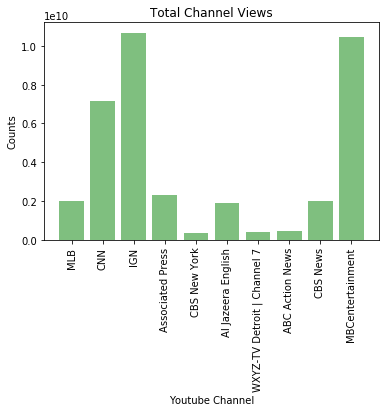 Total Channel Views
1e10
1.0
0.8
0.6
0.4
0.2
0.0
Counts
MLB
CNN
IGN
Associated Press
CBS New York
Al Jazeera English
WXYZ-TV Detroit | Channel 7
ABC Action News
CBS News
MBCentertainment
Youtube Channel